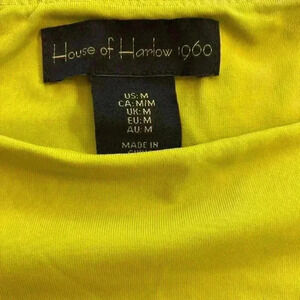 House of Harlow 1960
US: M
CA: M/M
UK: M
EU: M
AU: M
MADE IN